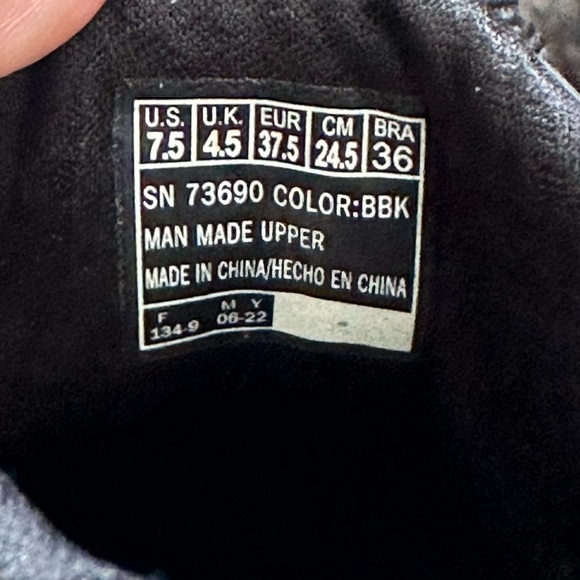 U.S. U.K. EUR CM BRA
7.5 4.5 37.5 24.5 36
SN 73690 COLOR:BBK
MAN MADE UPPER
MADE IN CHINA/HECHO EN CHINA
F M Y
134-9 06-22